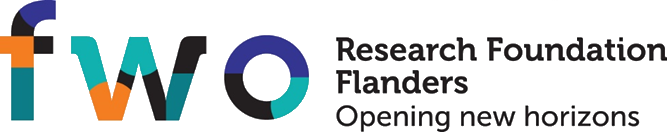 fwo
Research Foundation
Flanders
Opening new horizons